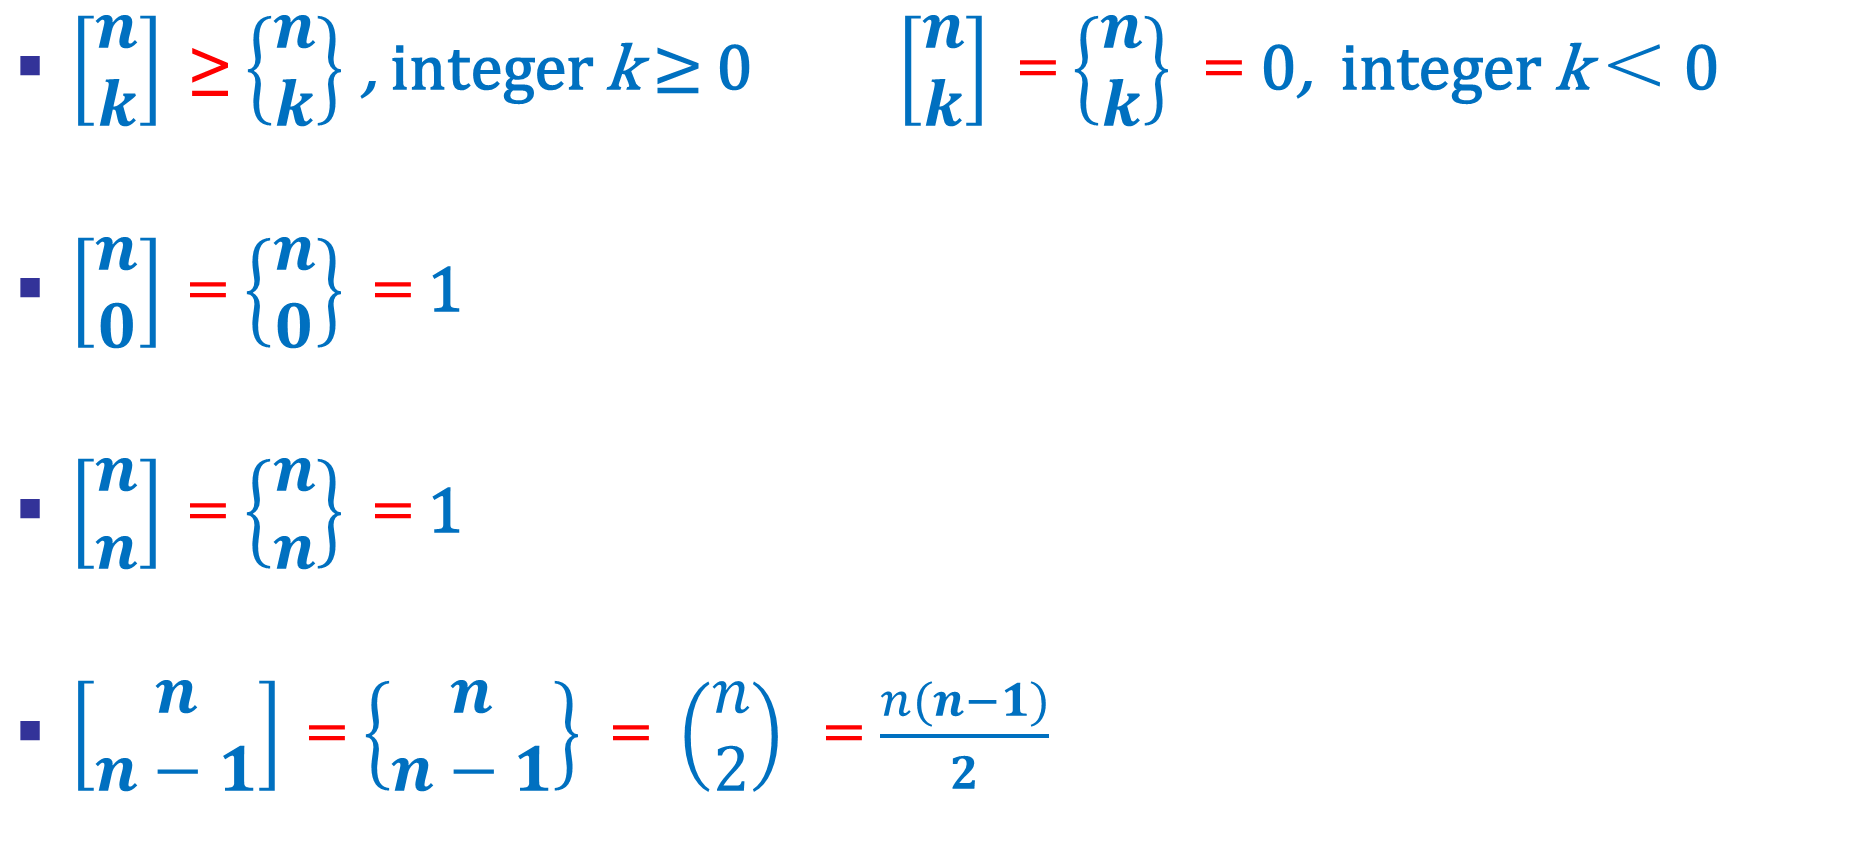 ▪ [n k] ≥ {n k} , integer k ≥ 0 [n k] = {n k} = 0, integer k < 0
▪ [n 0] = {n 0} = 1
▪ [n n] = {n n} = 1
▪ [n n − 1] = {n n − 1} = (n 2) = n(n−1)/2